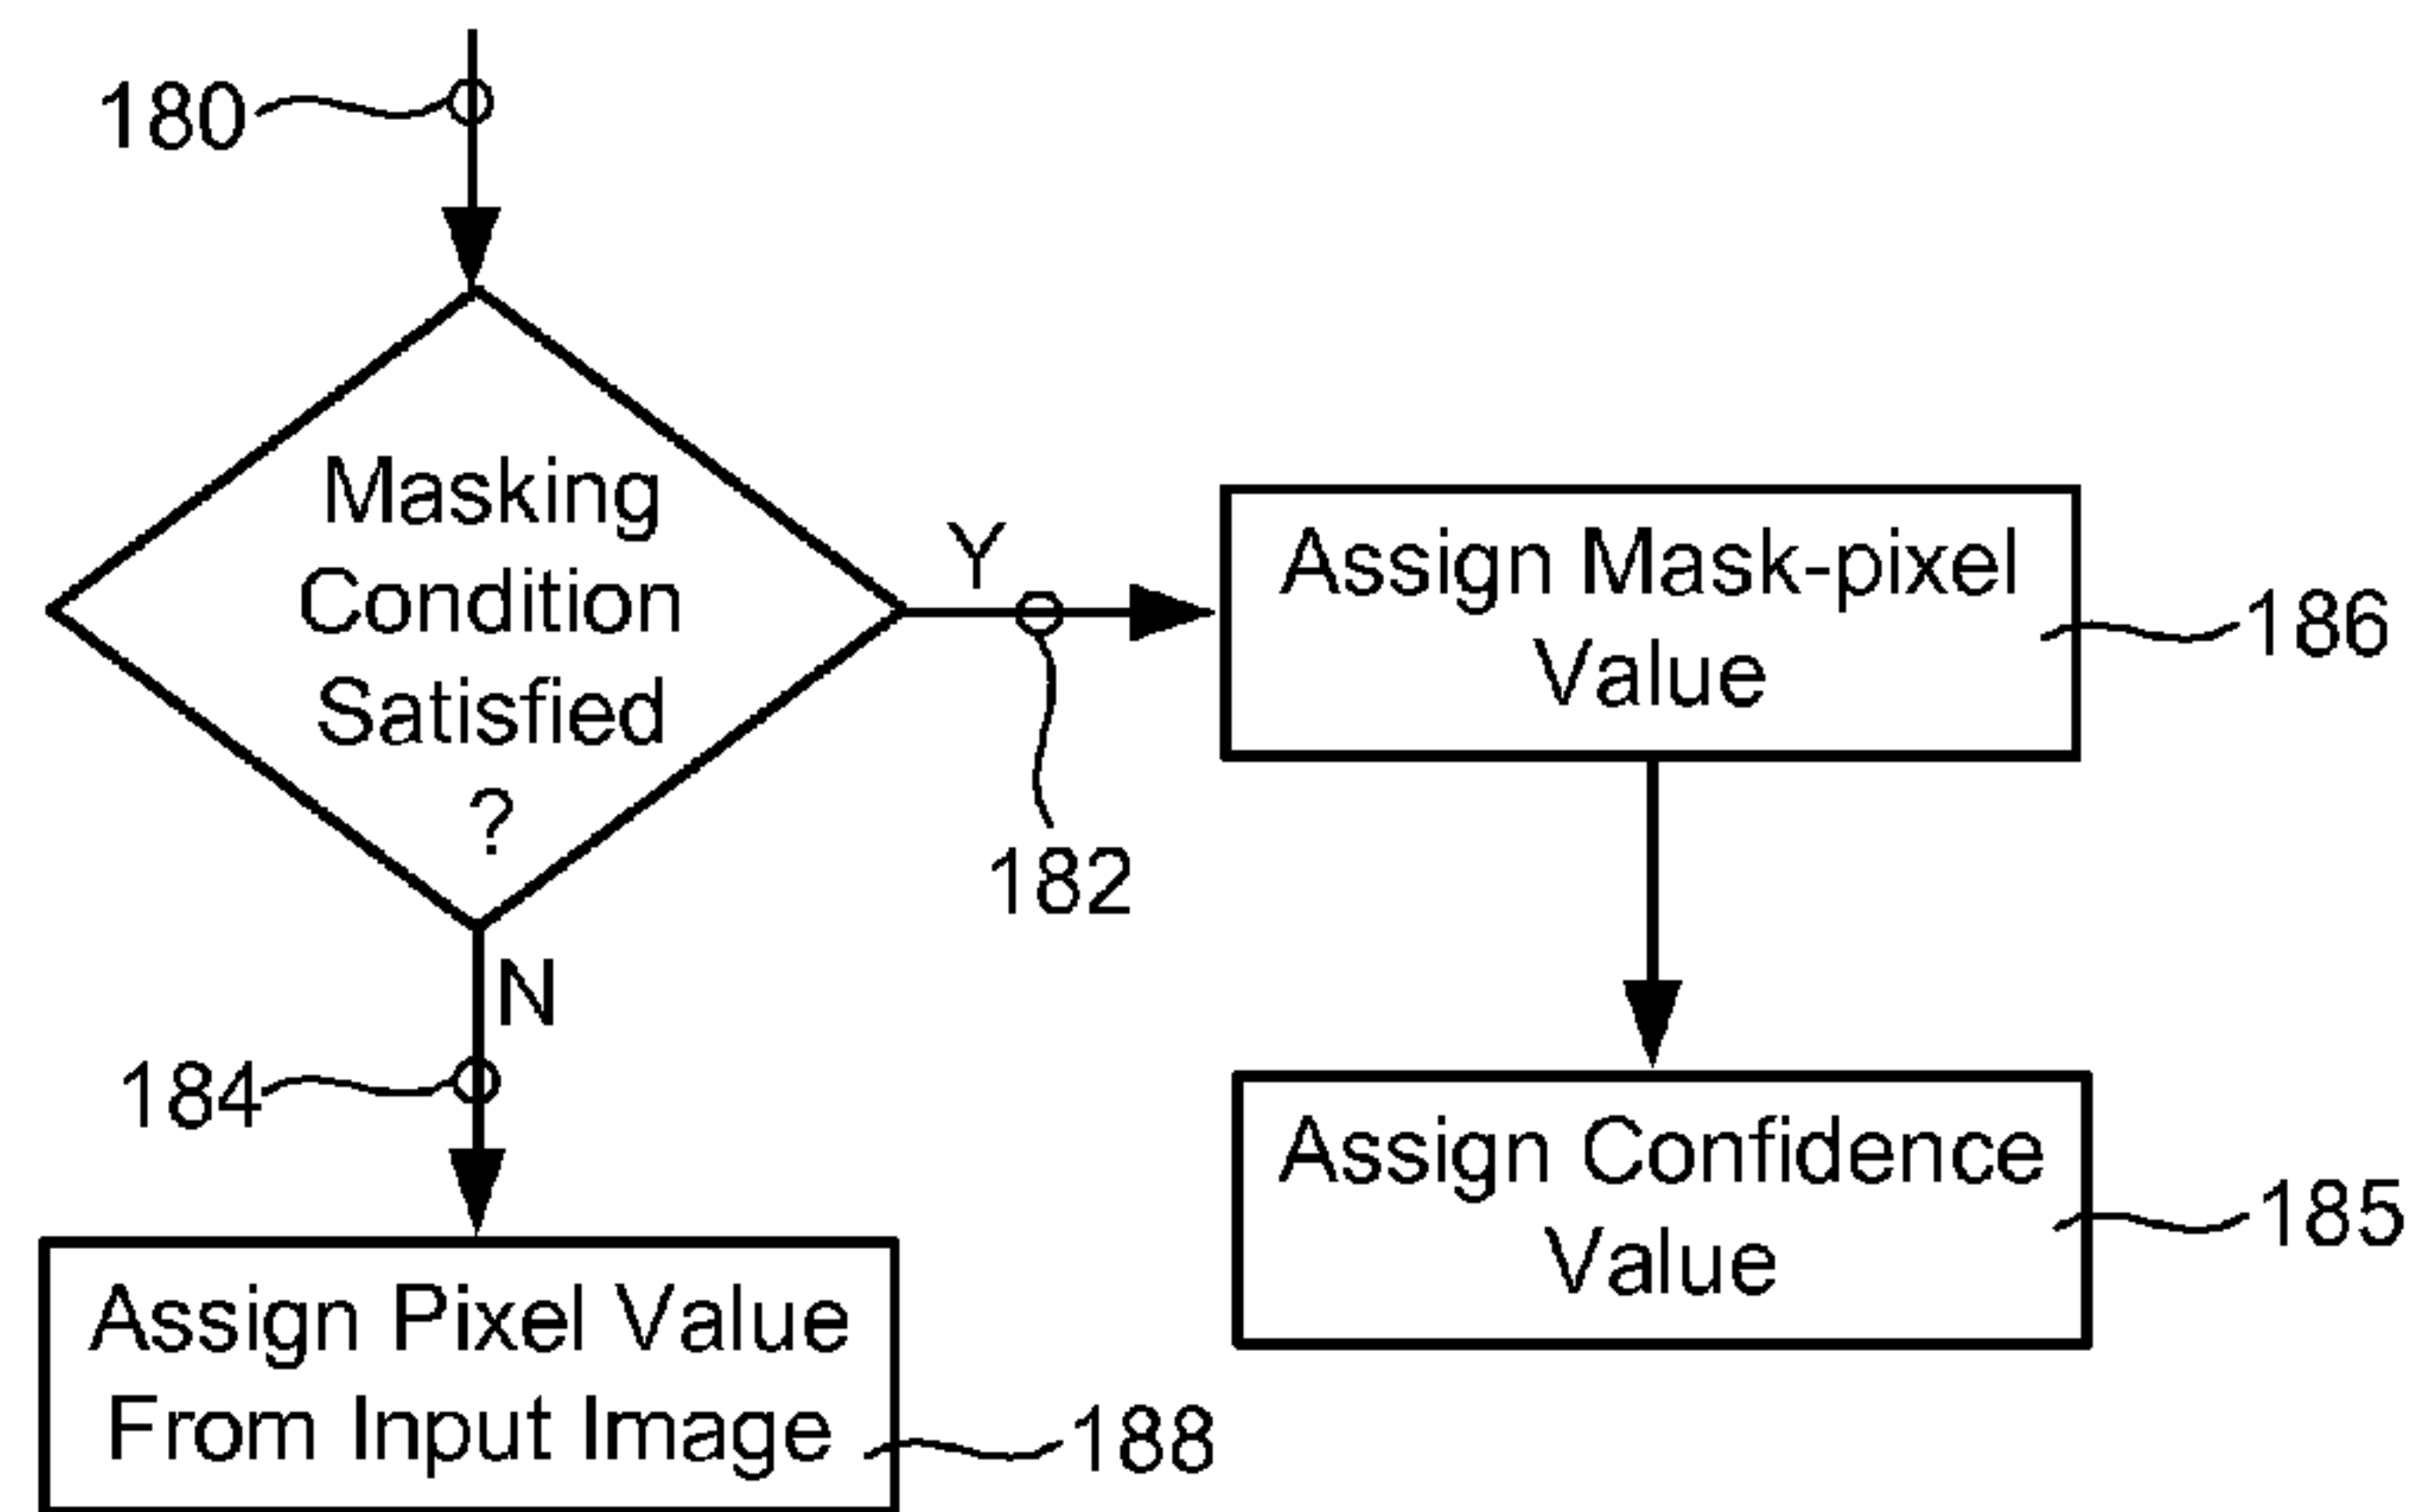 180
Masking
Condition
Satisfied
?
Y
182
Assign Mask-pixel
Value
186
N
184
Assign Confidence
Value
185
Assign Pixel Value
From Input Image
188